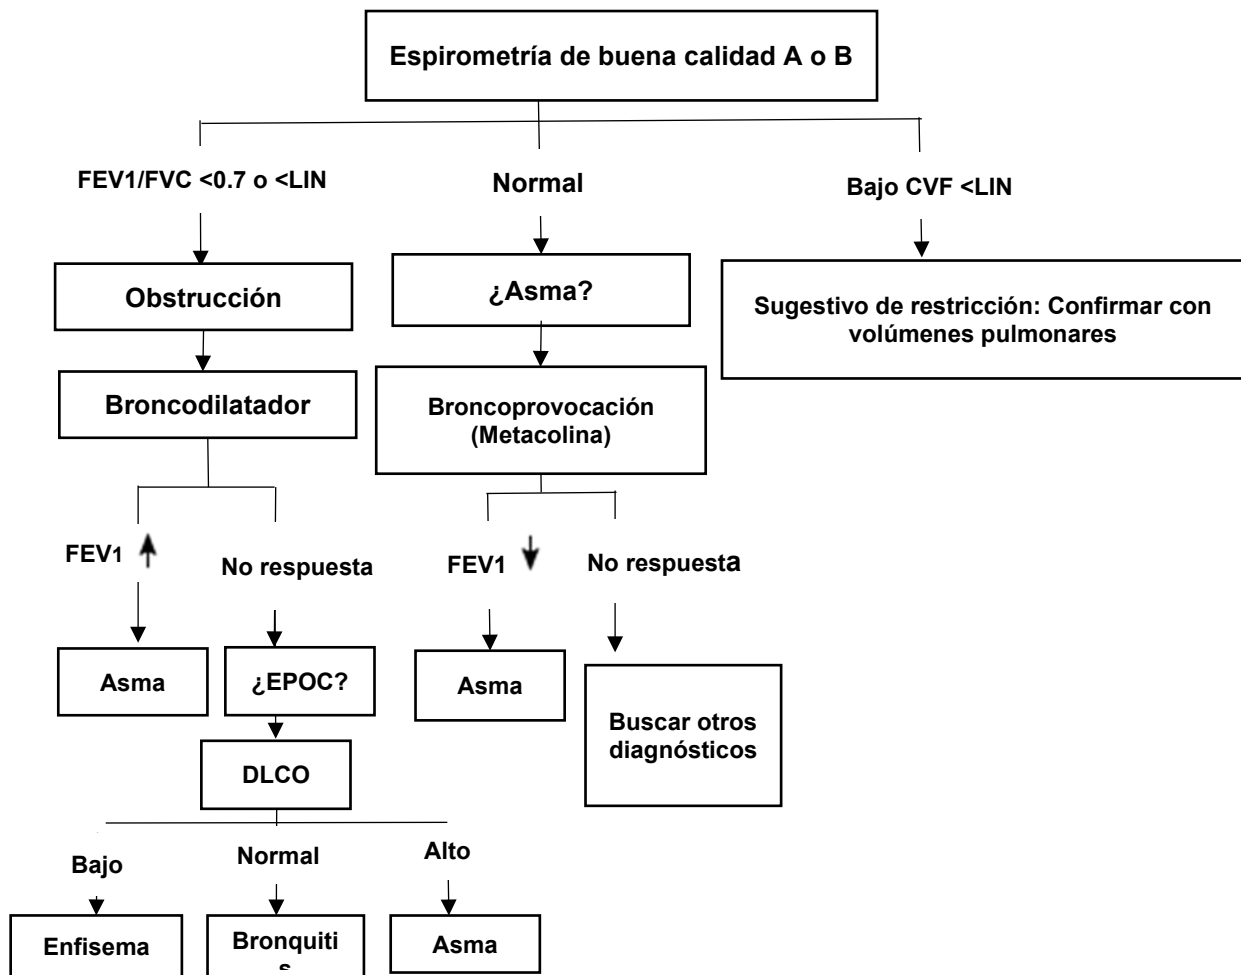 Espirometría de buena calidad A o B
FEV1/FVC <0.7 o <LIN
Normal
Bajo CVF <LIN
Obstrucción
¿Asma?
Sugestivo de restricción: Confirmar con
volúmenes pulmonares
Broncodilatador
Broncoprovocación
(Metacolina)
FEV1
No respuesta
FEV1
No respuesta
Asma
¿EPOC?
Asma
Buscar otros
diagnósticos
DLCO
Bajo
Normal
Alto
Enfisema
Bronquiti
s
Asma